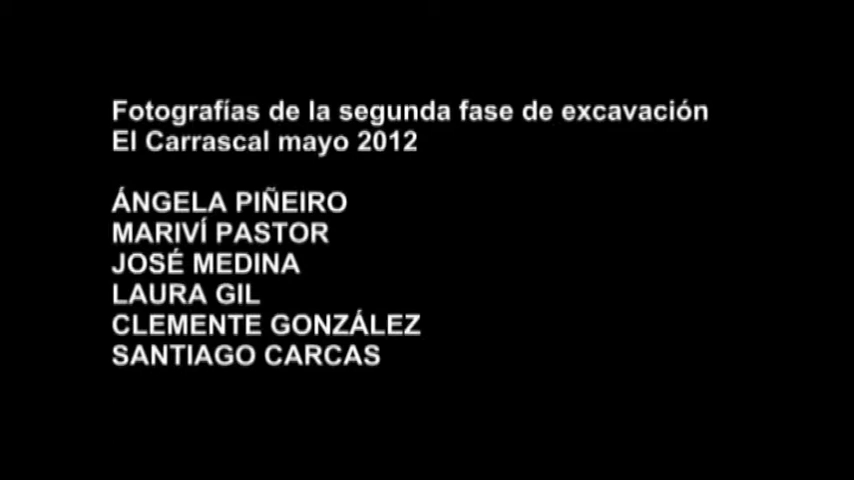 Fotografías de la segunda fase de excavación
El Carrascal mayo 2012
ÁNGELA PIÑEIRO
MARIVÍ PASTOR
JOSÉ MEDINA
LAURA GIL
CLEMENTE GONZÁLEZ
SANTIAGO CARCAS